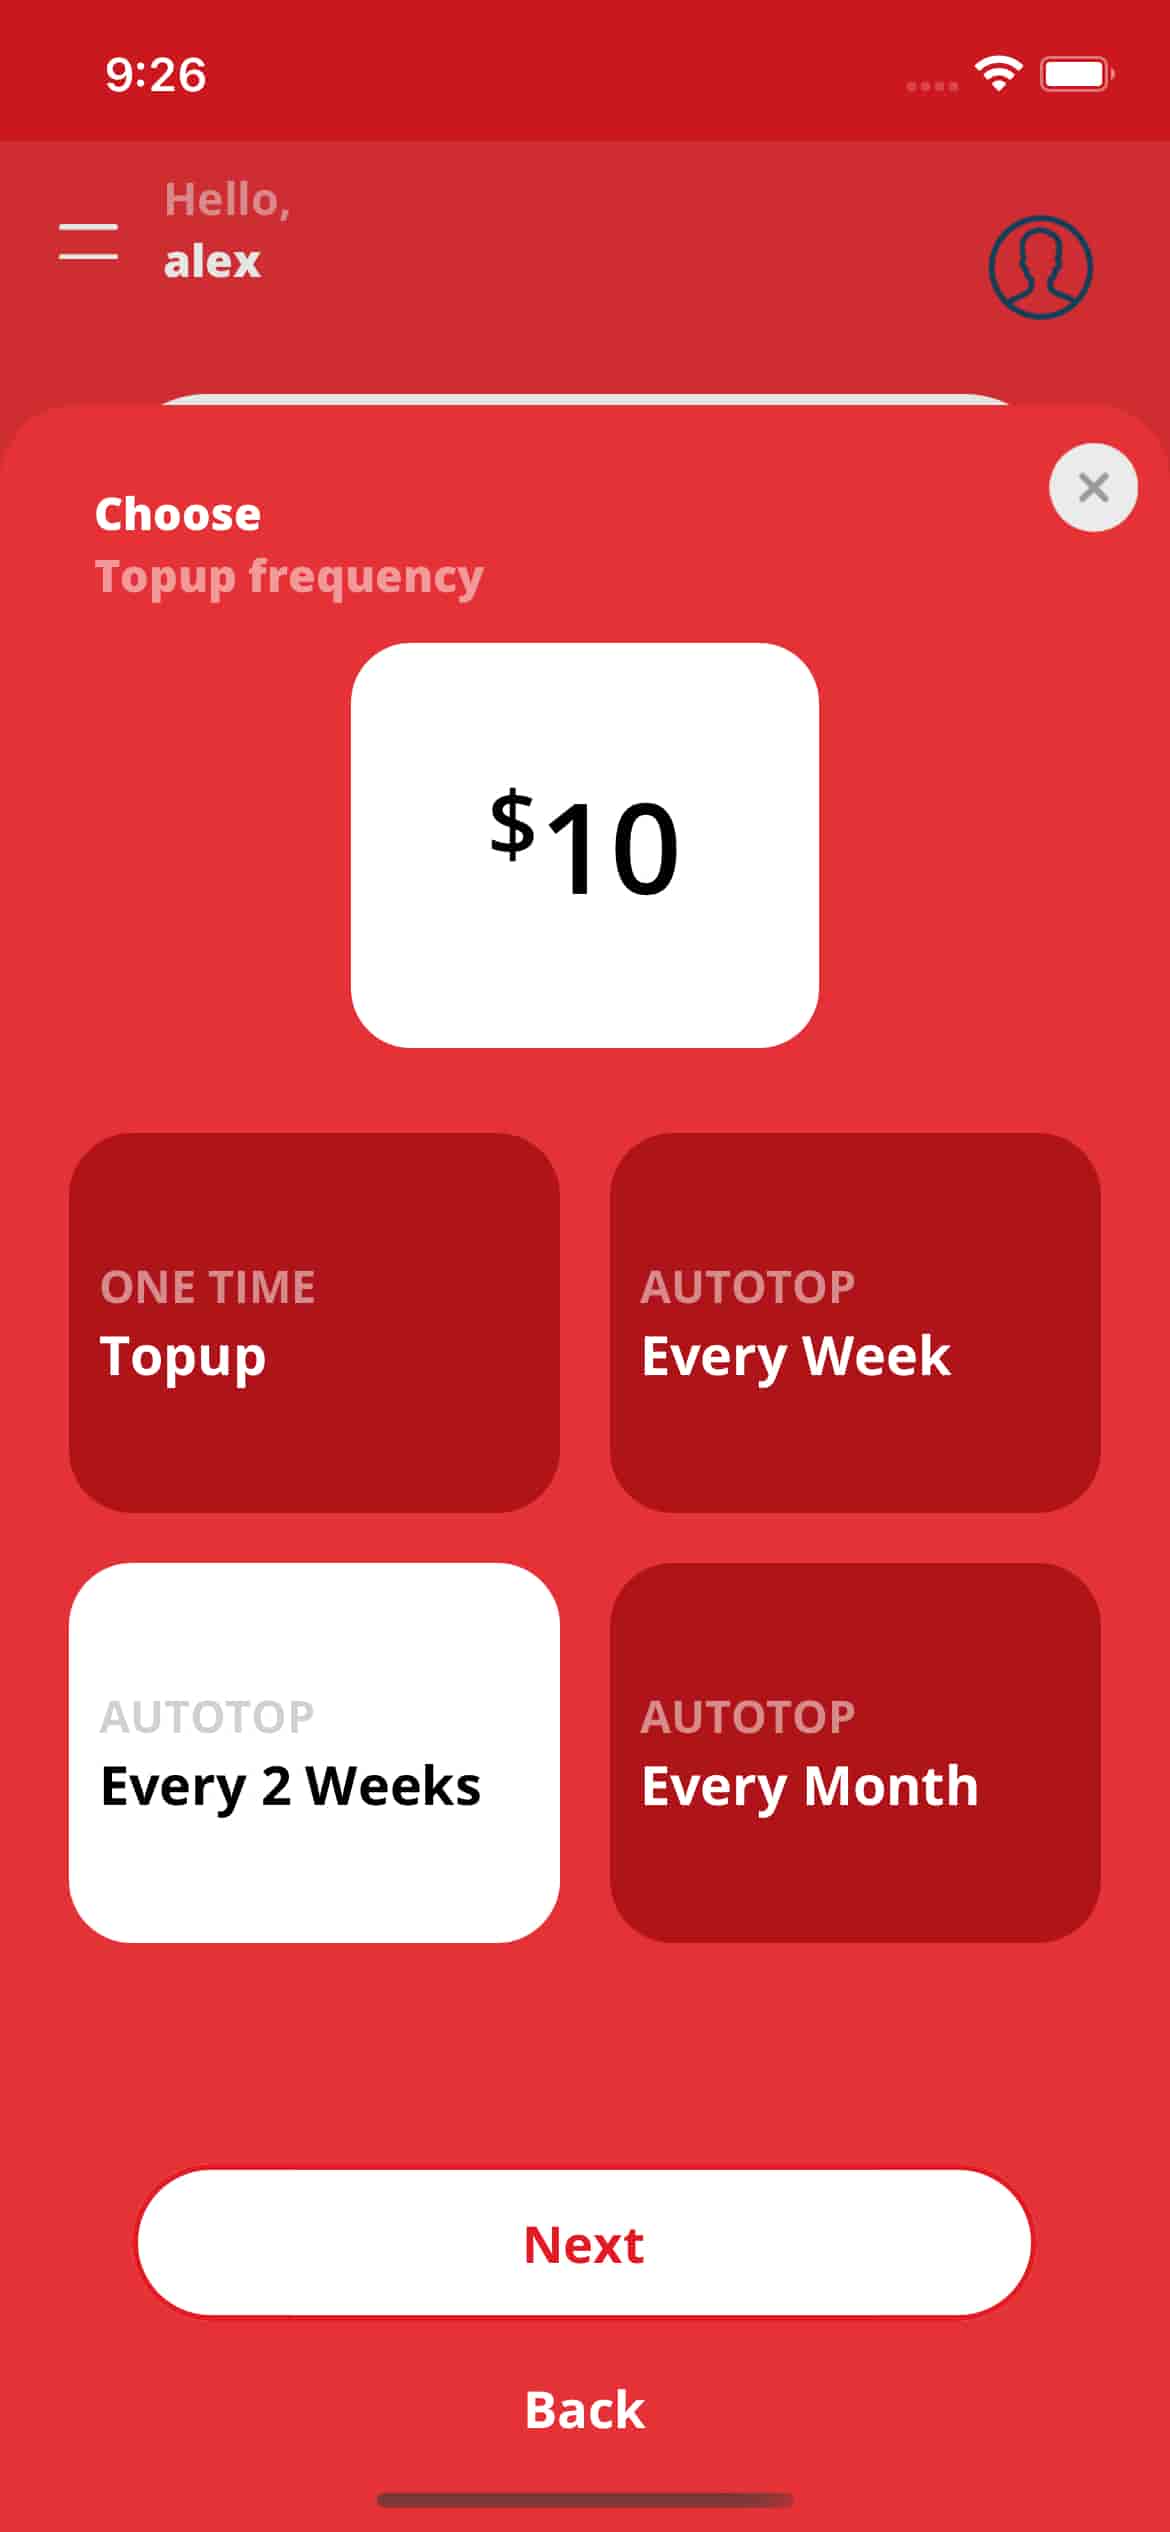 9:26
Hello,
alex
Choose
Topup frequency
$10
ONE TIME
Topup
AUTOTOP
Every Week
AUTOTOP
Every 2 Weeks
AUTOTOP
Every Month
Next
Back